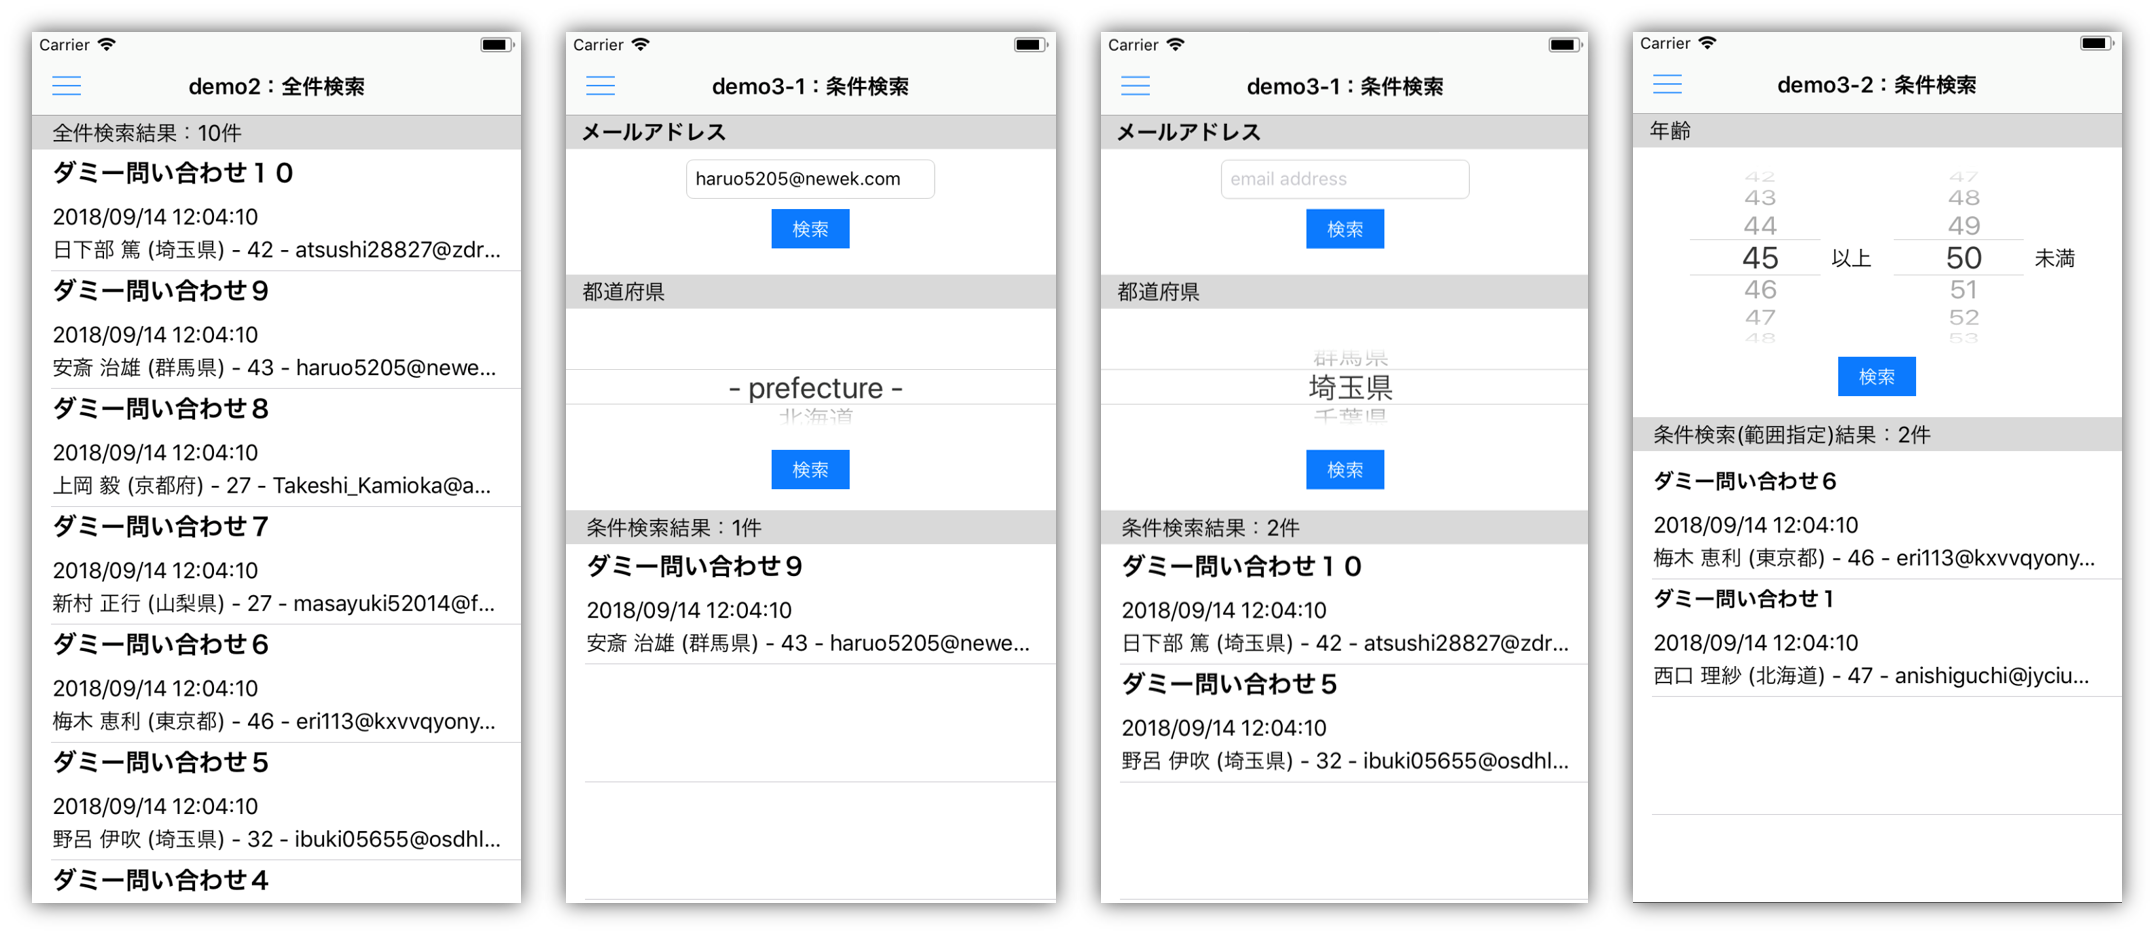 Carrier
demo2：全件検索
全件検索結果：10件
ダミー問い合わせ１０
2018/09/14 12:04:10
日下部 篤 (埼玉県) - 42 - atsushi28827@zdr...
ダミー問い合わせ９
2018/09/14 12:04:10
安斎 治雄 (群馬県) - 43 - haruo5205@newe...
ダミー問い合わせ８
2018/09/14 12:04:10
上岡 毅 (京都府) - 27 - Takeshi_Kamioka@a...
ダミー問い合わせ７
2018/09/14 12:04:10
新村 正行 (山梨県) - 27 - masayuki52014@f...
ダミー問い合わせ６
2018/09/14 12:04:10
梅木 恵利 (東京都) - 46 - eri113@kxvvqyony...
ダミー問い合わせ５
2018/09/14 12:04:10
野呂 伊吹 (埼玉県) - 32 - ibuki05655@osdhl...
ダミー問い合わせ４
Carrier
demo3-1：条件検索
メールアドレス
haruo5205@newek.com
検索
都道府県
- prefecture -
北海道
検索
条件検索結果：1件
ダミー問い合わせ９
2018/09/14 12:04:10
安斎 治雄 (群馬県) - 43 - haruo5205@newe...
Carrier
demo3-1：条件検索
メールアドレス
email address
検索
都道府県
群馬県
埼玉県
千葉県
検索
条件検索結果：2件
ダミー問い合わせ１０
2018/09/14 12:04:10
日下部 篤 (埼玉県) - 42 - atsushi28827@zdr...
ダミー問い合わせ５
2018/09/14 12:04:10
野呂 伊吹 (埼玉県) - 32 - ibuki05655@osdhl...
Carrier
demo3-2：条件検索
年齢
42 47
43 48
44 49
45 以上 50 未満
46 51
47 52
48 53
検索
条件検索(範囲指定)結果：2件
ダミー問い合わせ６
2018/09/14 12:04:10
梅木 恵利 (東京都) - 46 - eri113@kxvvqyony...
ダミー問い合わせ１
2018/09/14 12:04:10
西口 理紗 (北海道) - 47 - anishiguchi@jyciu...